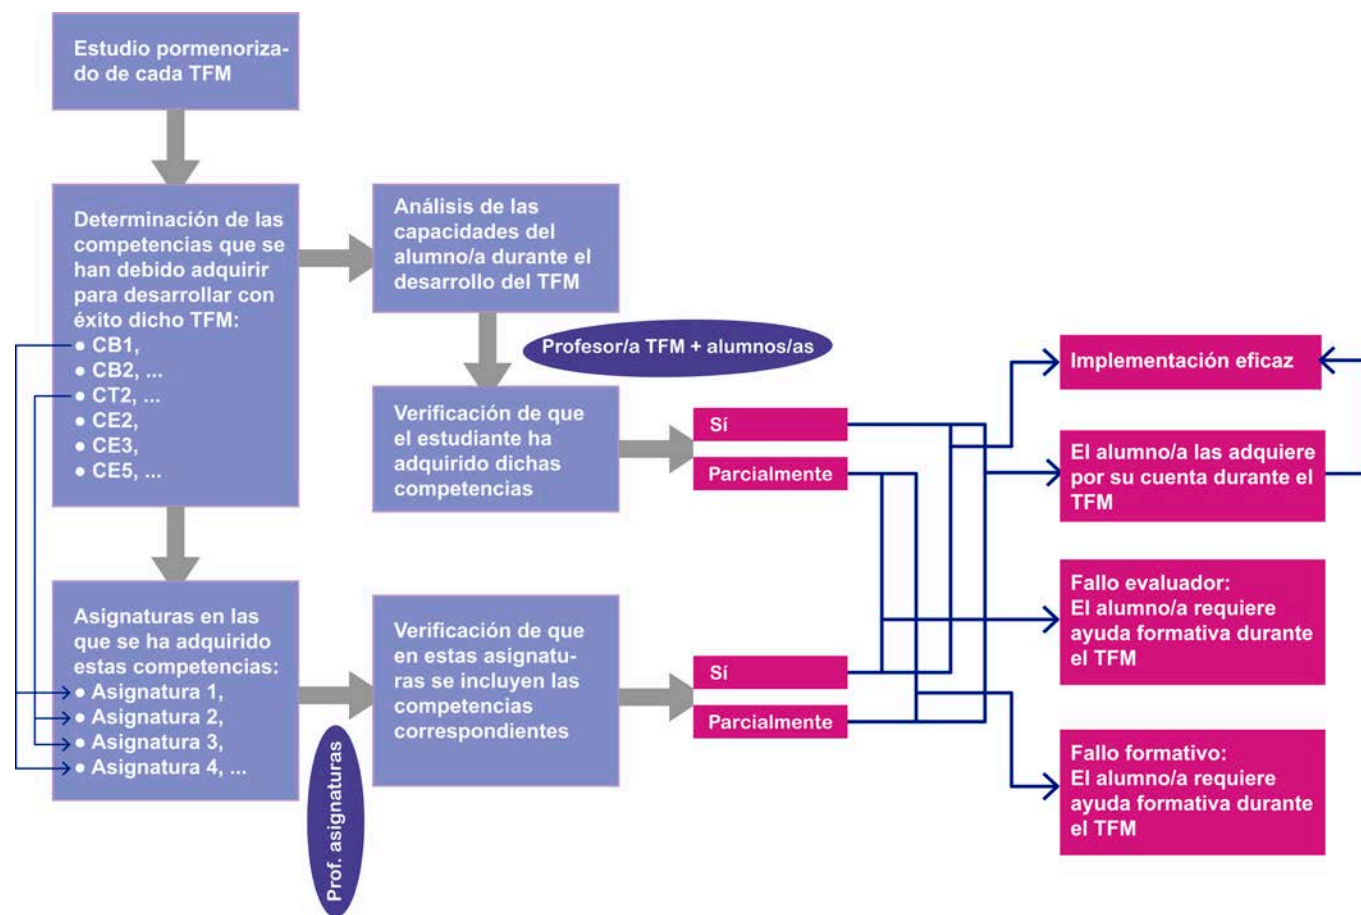 Estudio pormenoriza-
do de cada TFM
Determinación de las
competencias que se
han debido adquirir
para desarrollar con
éxito dicho TFM:
● CB1,
● CB2, ...
● CT2, ...
● CE2,
● CE3,
● CE5, ...
Análisis de las
capacidades del
alumno/a durante el
desarrollo del TFM
Profesor/a TFM + alumnos/as
Verificación de que
el estudiante ha
adquirido dichas
competencias
Sí
Parcialmente
Asignaturas en las
que se ha adquirido
estas competencias:
● Asignatura 1,
● Asignatura 2,
● Asignatura 3,
● Asignatura 4, ...
Prof. asignaturas
Verificación de que
en estas asignatu-
ras se incluyen las
competencias
correspondientes
Sí
Parcialmente
Implementación eficaz
El alumno/a las adquiere
por su cuenta durante el
TFM
Fallo evaluador:
El alumno/a requiere
ayuda formativa durante
el TFM
Fallo formativo:
El alumno/a requiere
ayuda formativa durante
el TFM